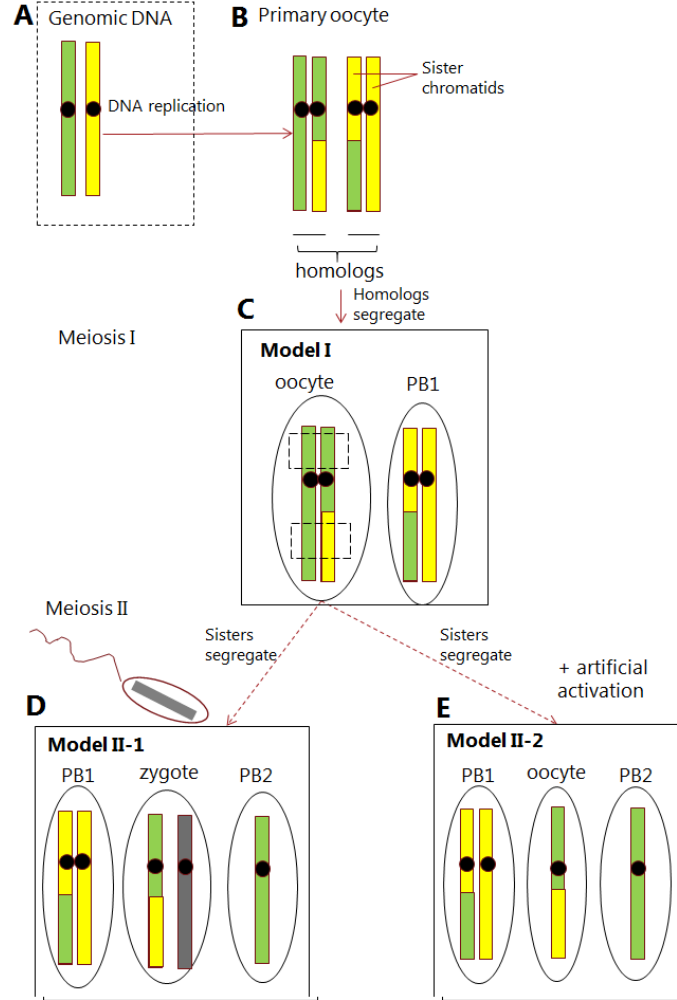 A
Genomic DNA
B
Primary oocyte
Sister
chromatids
DNA replication
homologs
C
Homologs
segregate
Meiosis I
Model I
oocyte
PB1
Meiosis II
Sisters
segregate
Sisters
segregate
+ artificial
activation
D
Model II-1
PB1
zygote
PB2
E
Model II-2
PB1
oocyte
PB2